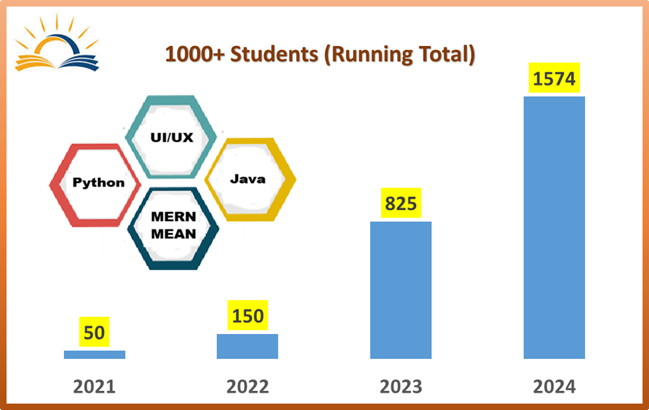 1000+ Students (Running Total)
1574
UI/UX
Python
Java
MERN
MEAN
825
150
50
2021
2022
2023
2024